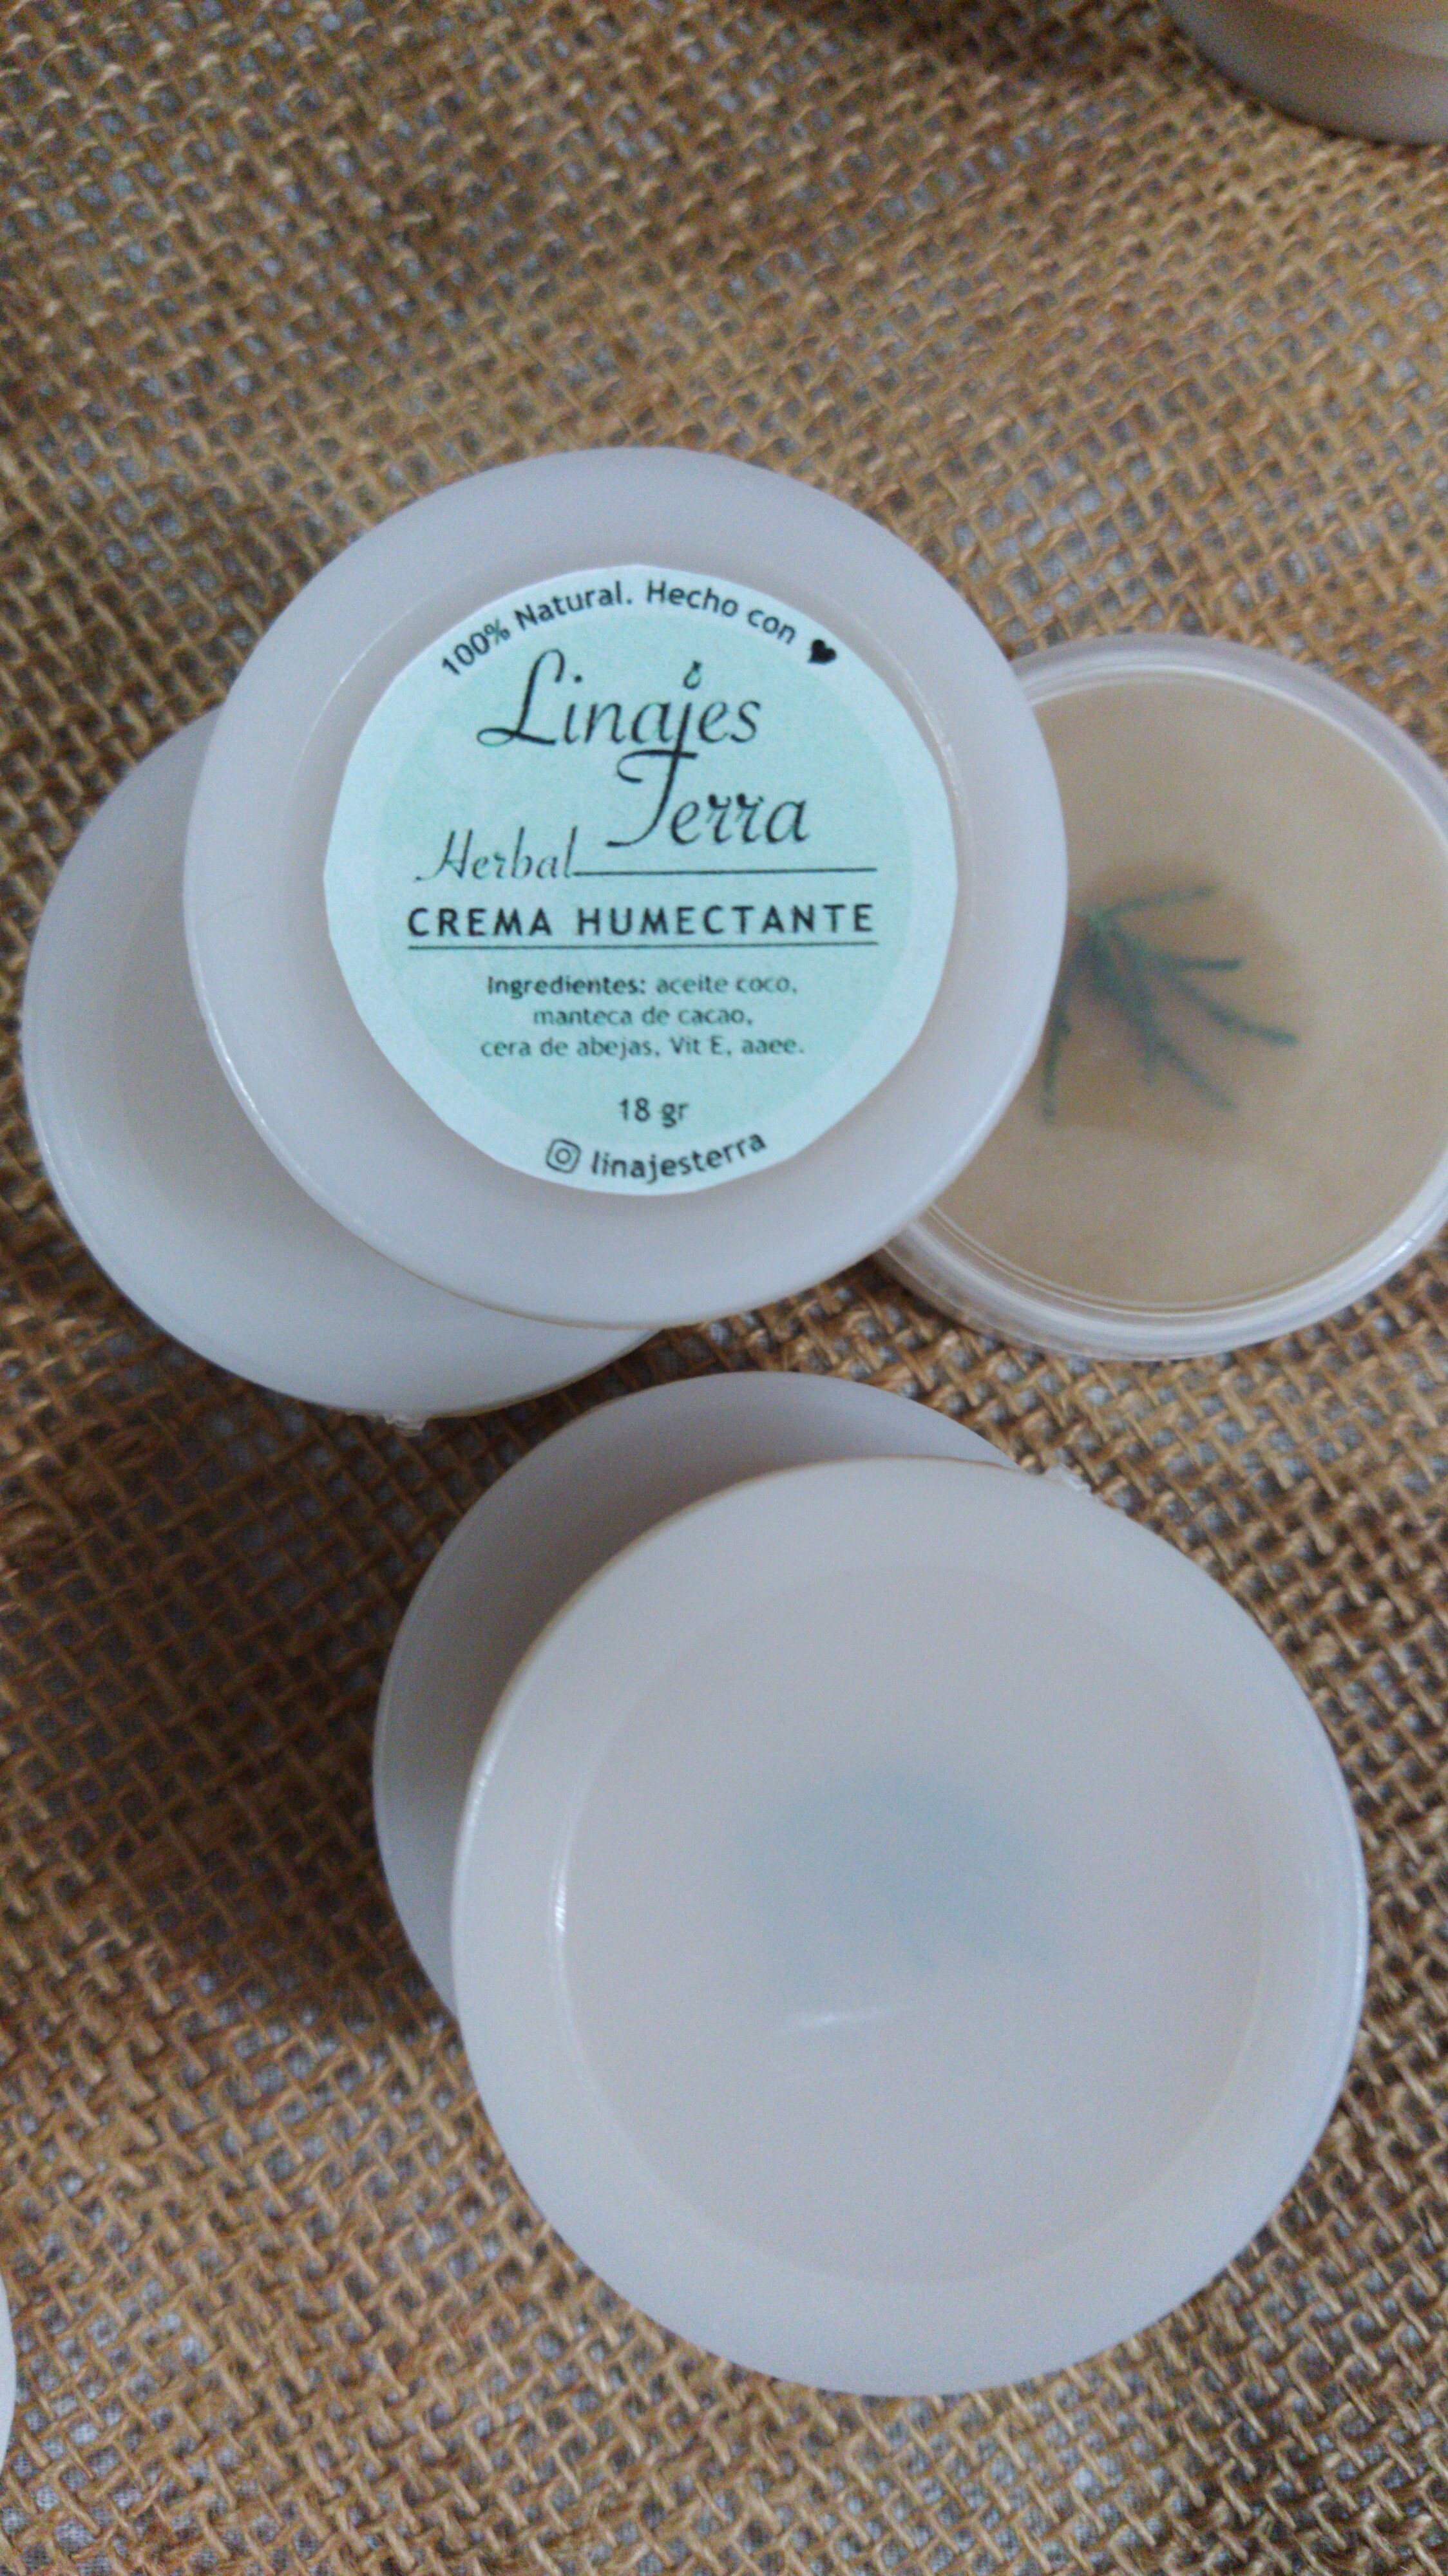 100% Natural. Hecho con ♥
Linajes
Terra
Herbal
CREMA HUMECTANTE
Ingredientes: aceite coco,
manteca de cacao,
cera de abejas, Vit E, aaee.
18 gr
linajesterra